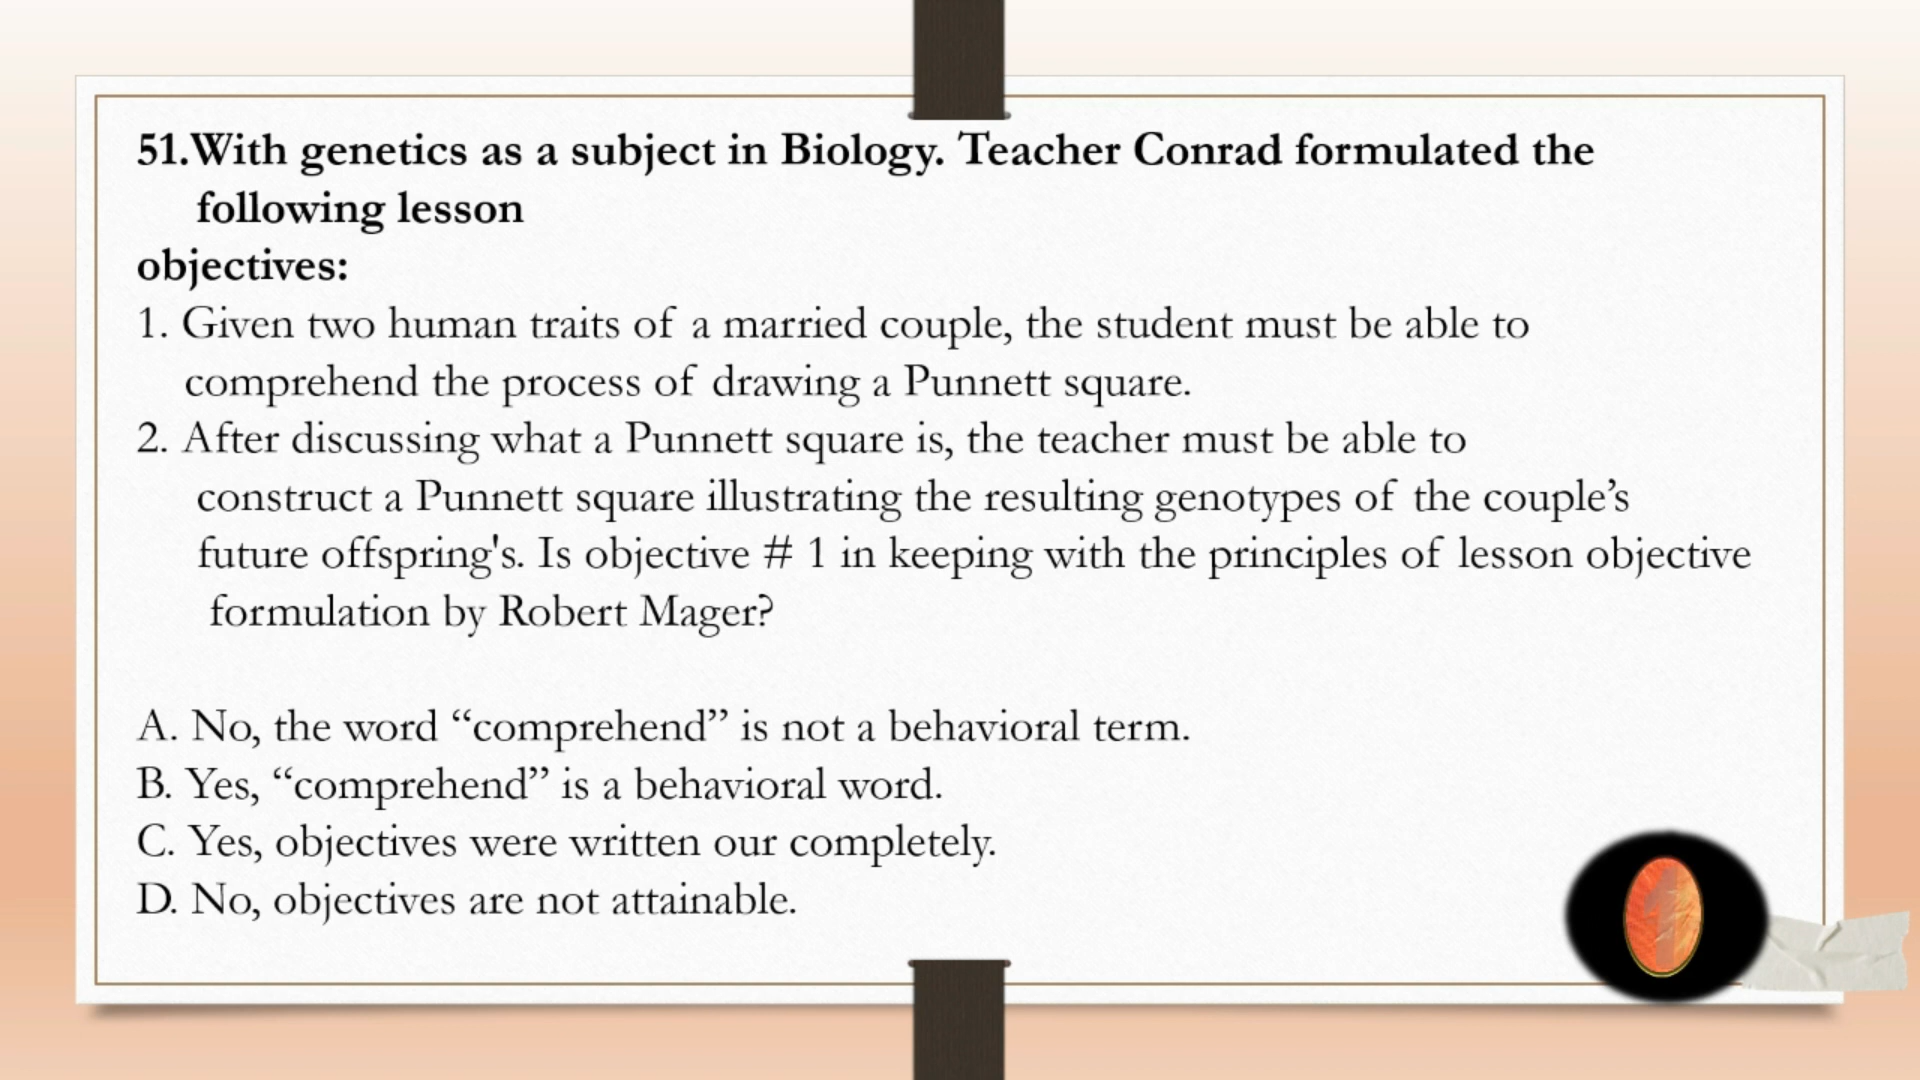 51.With genetics as a subject in Biology. Teacher Conrad formulated the
following lesson
objectives:
1. Given two human traits of a married couple, the student must be able to
comprehend the process of drawing a Punnett square.
2. After discussing what a Punnett square is, the teacher must be able to
construct a Punnett square illustrating the resulting genotypes of the couple’s
future offspring's. Is objective # 1 in keeping with the principles of lesson objective
formulation by Robert Mager?
A. No, the word “comprehend” is not a behavioral term.
B. Yes, “comprehend” is a behavioral word.
C. Yes, objectives were written our completely.
D. No, objectives are not attainable.